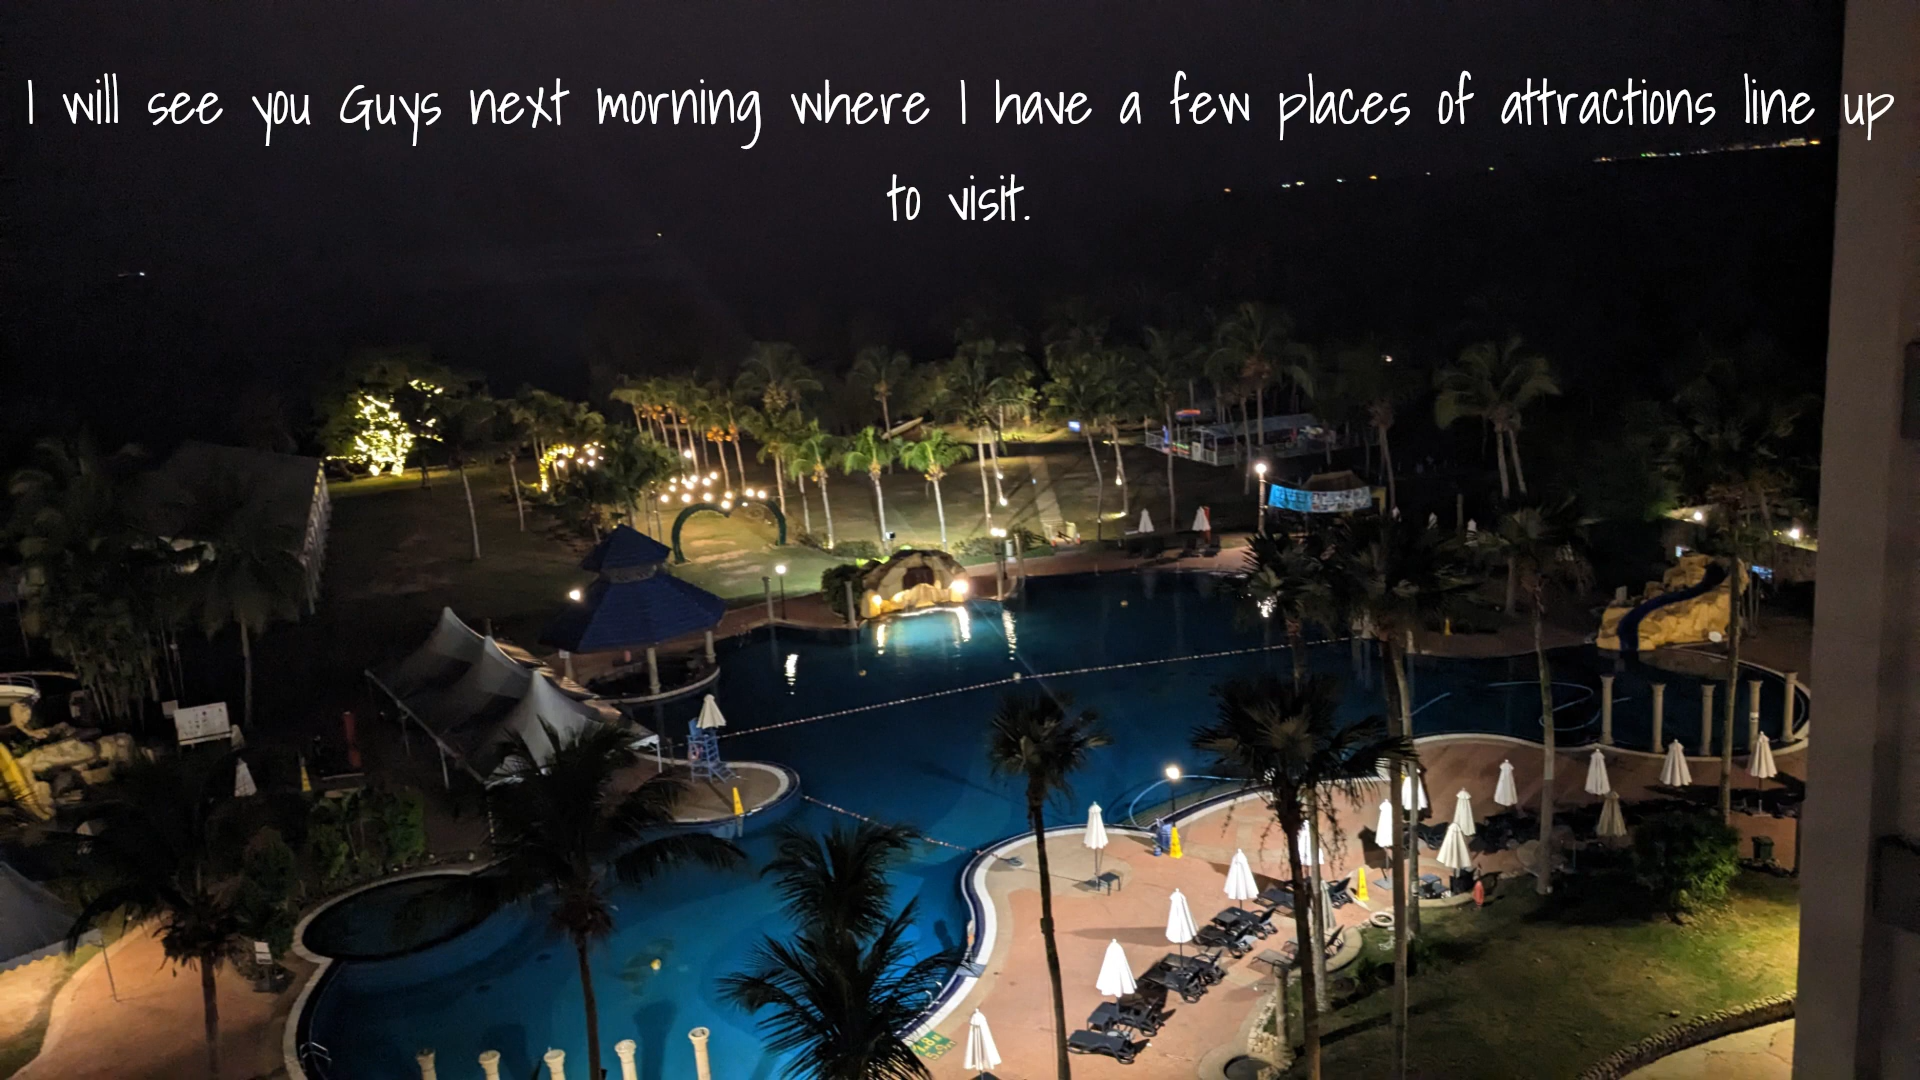 I will see you Guys next morning where I have a few places of attractions line up
to visit.